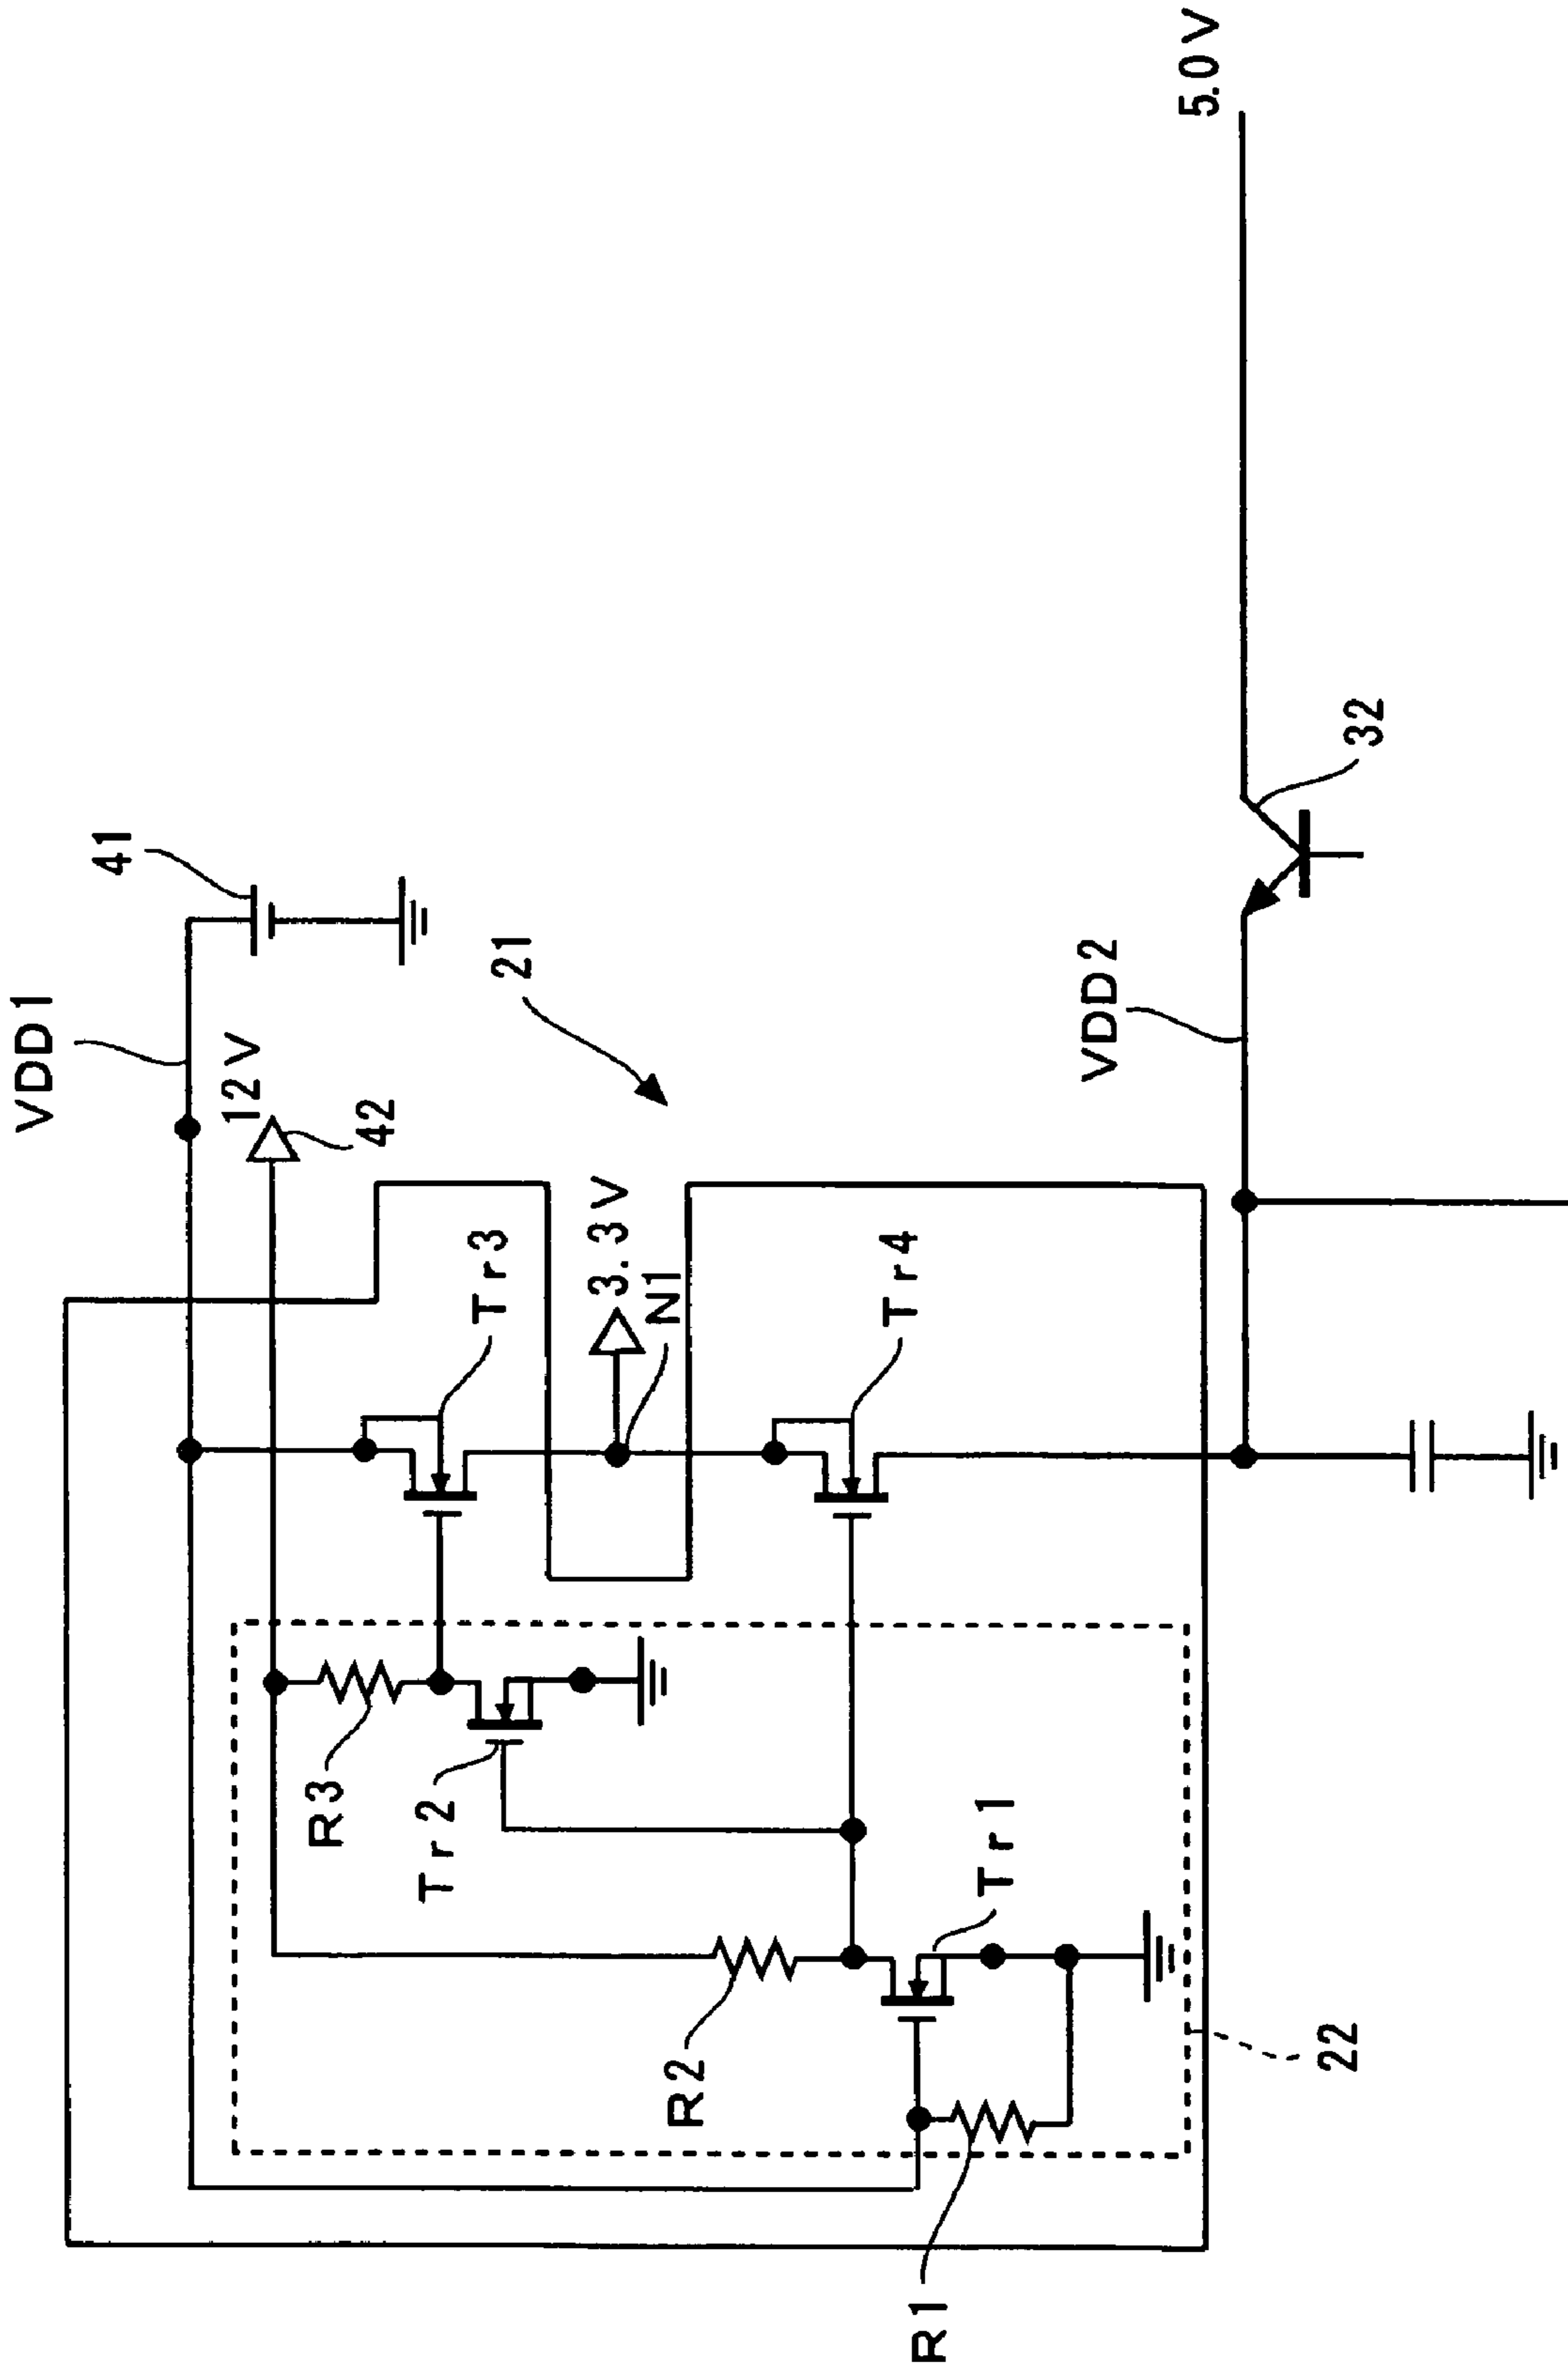 VDD1
41
12V
42
21
Tr3
3.3V
N1
Tr4
R3
Tr2
R2
Tr1
R1
22
VDD2
32
5.0V